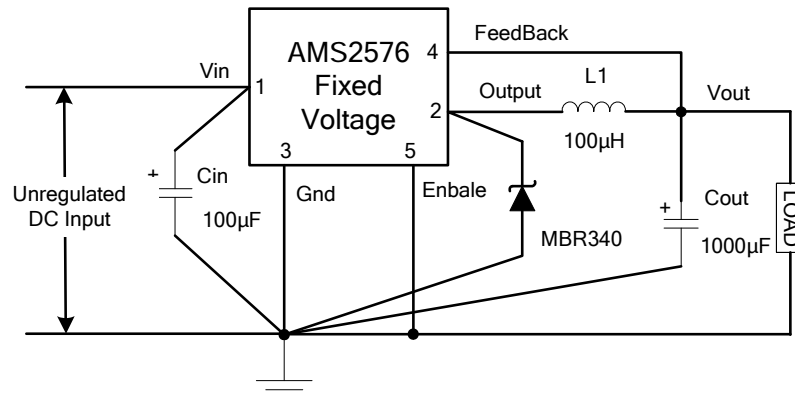 AMS2576
Fixed
Voltage
4
FeedBack
Vin
1
2
Output
L1
Vout
100µH
3
5
+
Cin
100µF
Gnd
Enbale
MBR340
+
Cout
1000µF
LOAD
Unregulated
DC Input